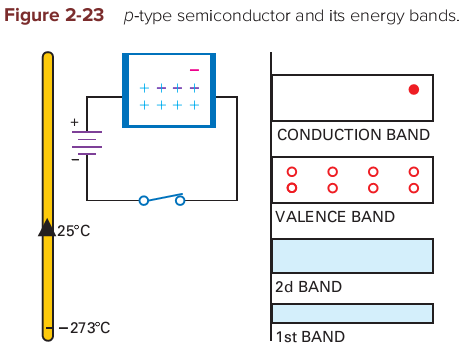 Figure 2-23 p-type semiconductor and its energy bands.
−
+ + + +
+ + + +
+
−
CONDUCTION BAND
VALENCE BAND
25°C
2d BAND
−273°C
1st BAND